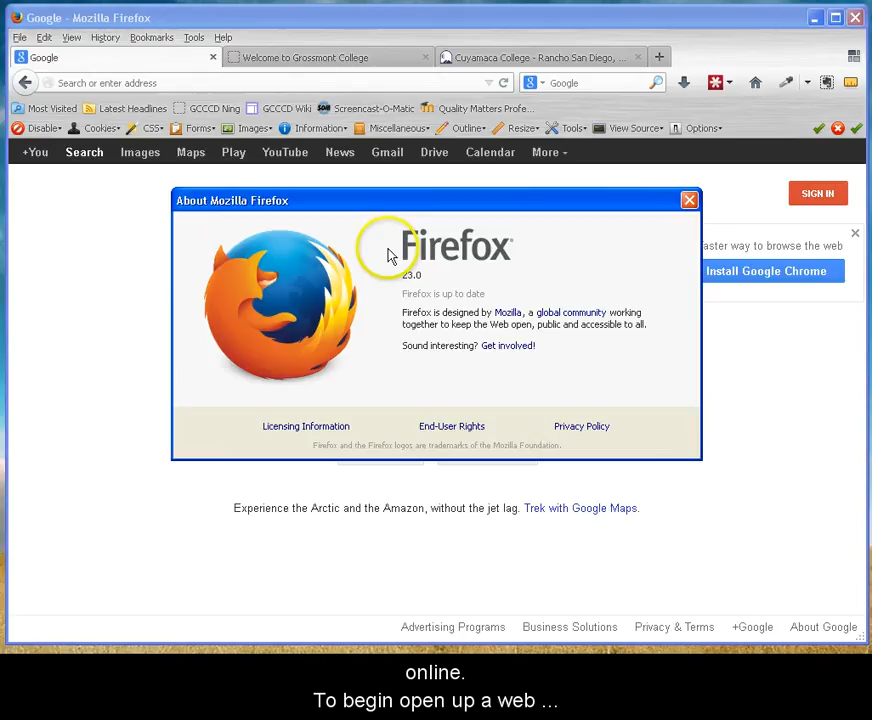 Google - Mozilla Firefox
File Edit View History Bookmarks Tools Help
Google Welcome to Grossmont College Cuyamaca College - Rancho San Diego, ...
Search or enter address Google
Most Visited Latest Headlines GCCCD Ning GCCCD Wiki Screencast-O-Matic Quality Matters Profe...
Disable Cookies CSS Forms Images Information Miscellaneous Outline Resize Tools View Source Options
+You Search Images Maps Play YouTube News Gmail Drive Calendar More
SIGN IN
About Mozilla Firefox
faster way to browse the web
Install Google Chrome
Firefox
23.0
Firefox is up to date
Firefox is designed by Mozilla, a global community working
together to keep the Web open, public and accessible to all.
Sound interesting? Get involved!
Licensing Information End-User Rights Privacy Policy
Firefox and the Firefox logos are trademarks of the Mozilla Foundation.
Experience the Arctic and the Amazon, without the jet lag. Trek with Google Maps.
Advertising Programs Business Solutions Privacy & Terms +Google About Google
online.
To begin open up a web ...